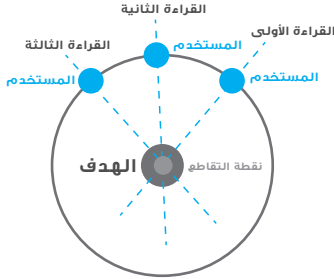 القراءة الثانية
القراءة الأولى
المستخدم
القراءة الثالثة
المستخدم
المستخدم
نقطة التقاطع
الهدف